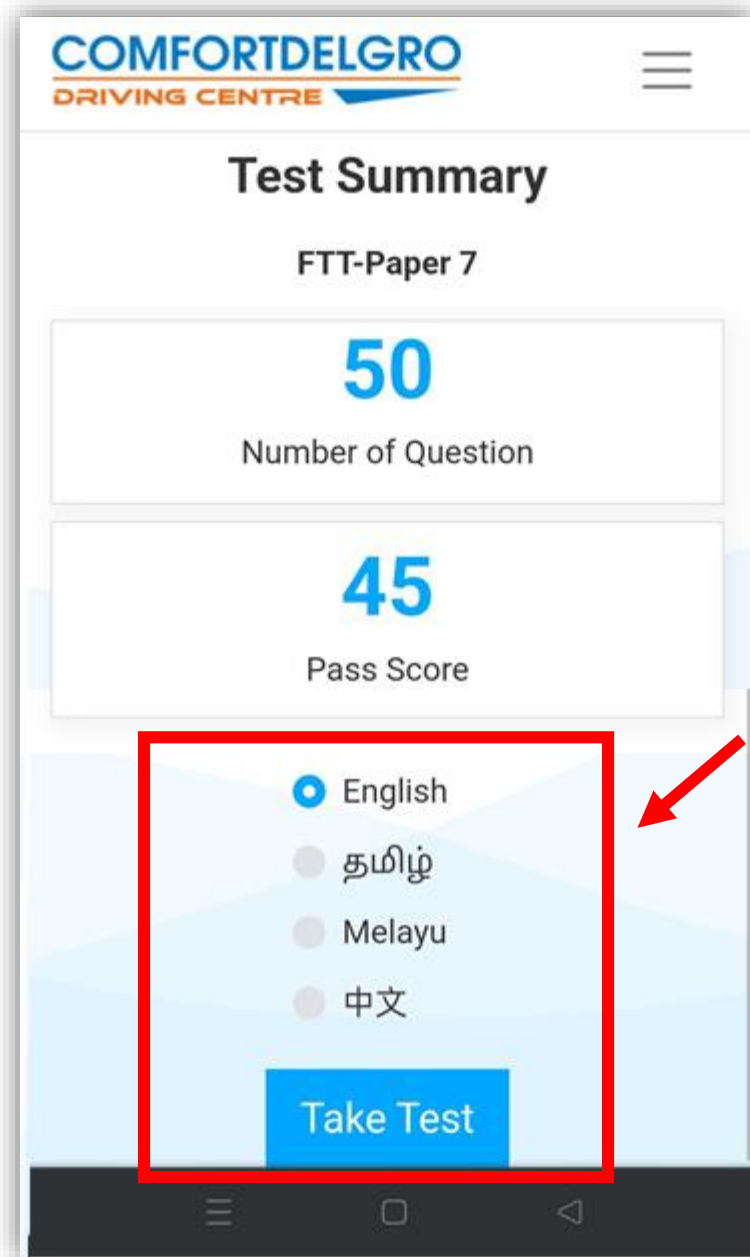 COMFORTDELGRO
DRIVING CENTRE
Test Summary
FTT-Paper 7
50
Number of Question
45
Pass Score
English
தமிழ்
Melayu
中文
Take Test